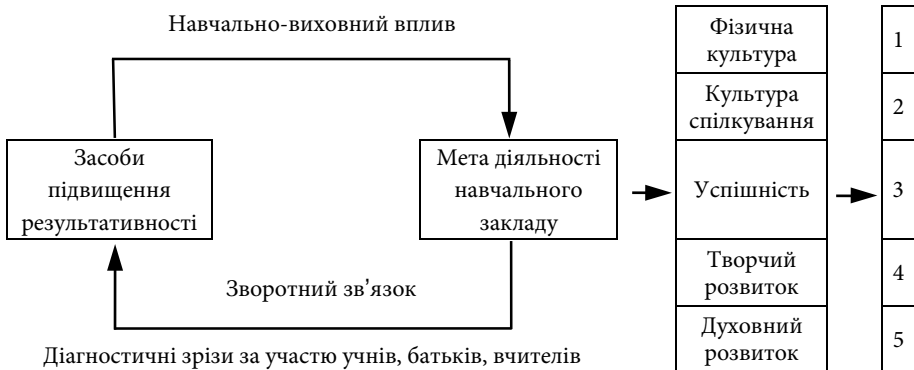 Навчально-виховний вплив
Засоби
підвищення
результативності
Мета діяльності
навчального
закладу
Зворотний зв’язок
Діагностичні зрізи за участю учнів, батьків, вчителів
Фізична
культура
Культура
спілкування
Успішність
Творчий
розвиток
Духовний
розвиток
1
2
3
4
5